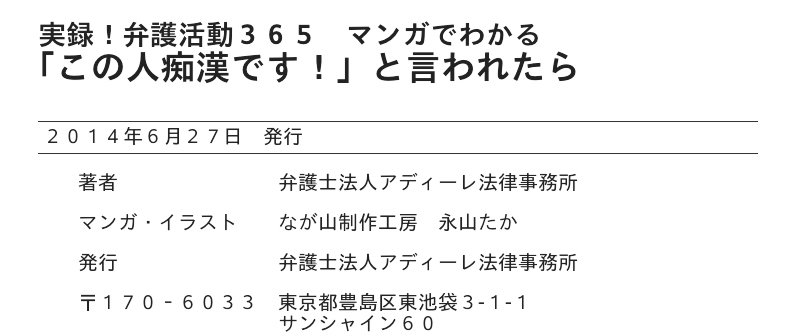 実録！弁護活動３６５　マンガでわかる
「この人痴漢です！」と言われたら
２０１４年６月２７日　発行
著者　弁護士法人アディーレ法律事務所
マンガ・イラスト　なが山制作工房　永山たか
発行　弁護士法人アディーレ法律事務所
〒１７０－６０３３　東京都豊島区東池袋３-１-１
サンシャイン６０